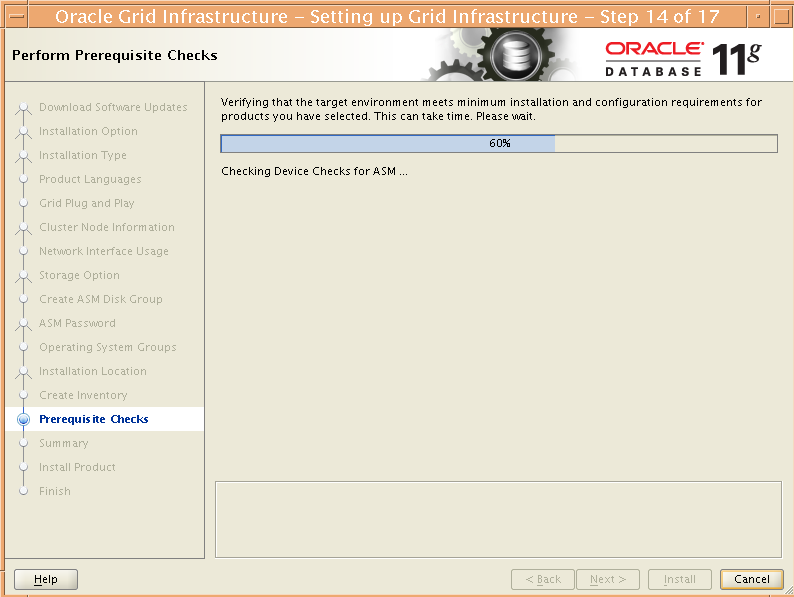 Oracle Grid Infrastructure – Setting up Grid Infrastructure – Step 14 of 17
Perform Prerequisite Checks
ORACLE
DATABASE 11g
Download Software Updates
Installation Option
Installation Type
Product Languages
Grid Plug and Play
Cluster Node Information
Network Interface Usage
Storage Option
Create ASM Disk Group
ASM Password
Operating System Groups
Installation Location
Create Inventory
Prerequisite Checks
Summary
Install Product
Finish
Verifying that the target environment meets minimum installation and configuration requirements for
products you have selected. This can take time. Please wait.
60%
Checking Device Checks for ASM ...
Help
< Back
Next >
Install
Cancel